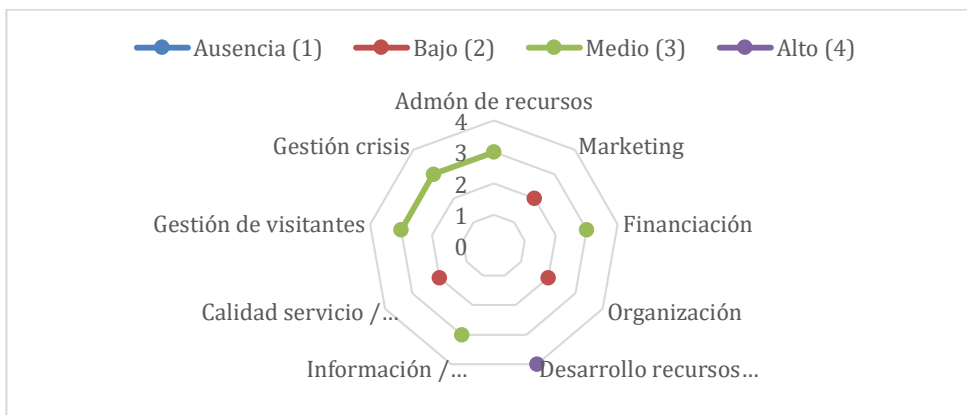 Ausencia (1) Bajo (2) Medio (3) Alto (4)
Admón de recursos
Gestión crisis
Marketing
Gestión de visitantes
Financiación
Calidad servicio /...
Organización
Información /...
Desarrollo recursos...
4
3
2
1
0